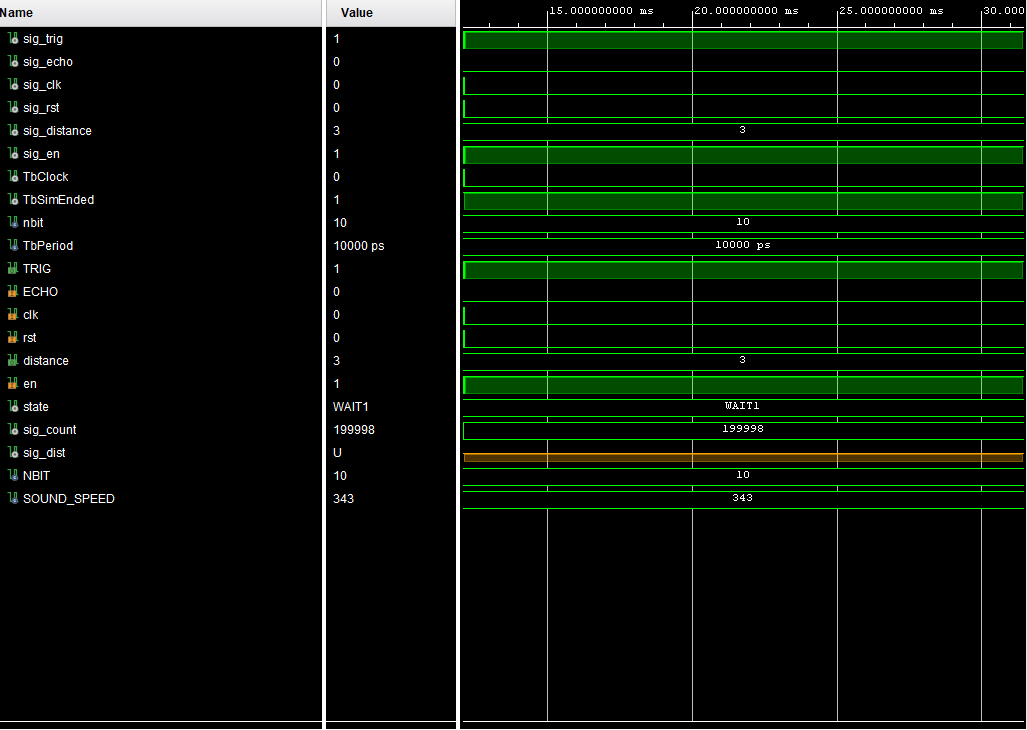 Name Value 15.000000000 ms 20.000000000 ms 25.000000000 ms 30.000
sig_trig 1
sig_echo 0
sig_clk 0
sig_rst 0
sig_distance 3 3
sig_en 1
TbClock 0
TbSimEnded 1
nbit 10 10
TbPeriod 10000 ps 10000 ps
TRIG 1
ECHO 0
clk 0
rst 0
distance 3 3
en 1
state WAIT1 WAIT1
sig_count 199998 199998
sig_dist U
NBIT 10 10
SOUND_SPEED 343 343